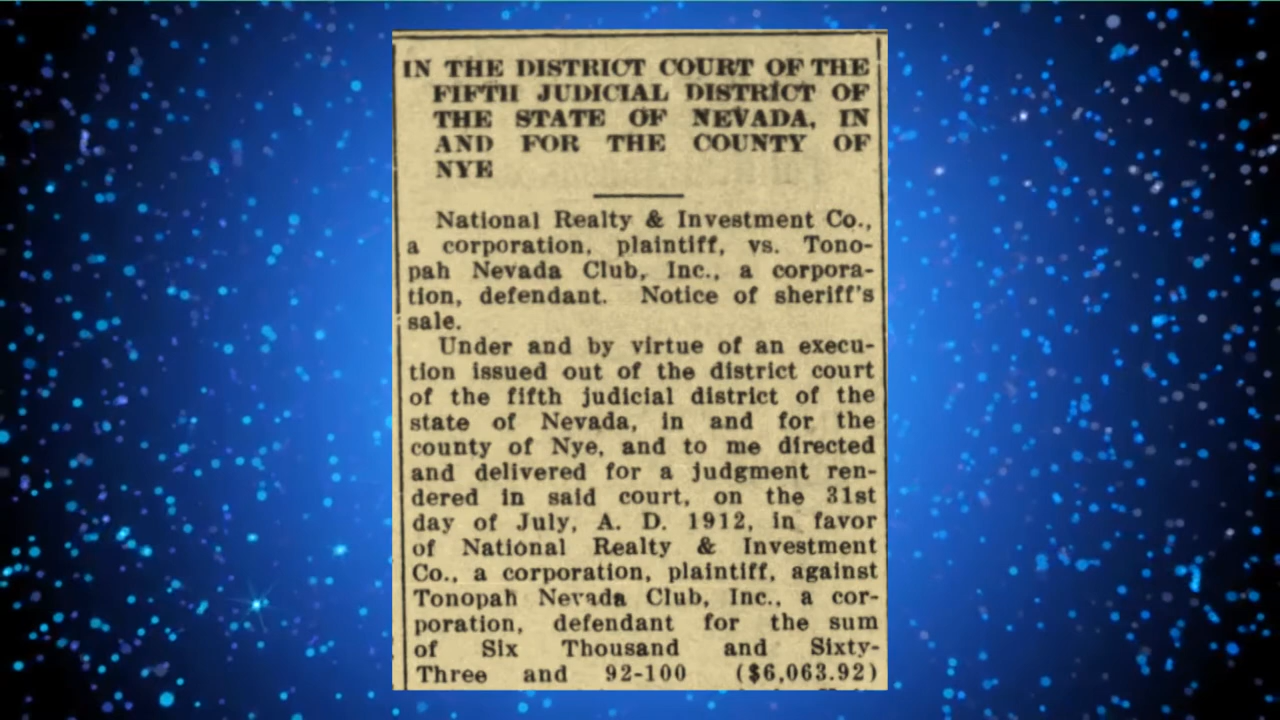 IN THE DISTRICT COURT OF THE
FIFTH JUDICIAL DISTRICT OF
THE STATE OF NEVADA, IN
AND FOR THE COUNTY OF
NYE
National Realty & Investment Co.,
a corporation, plaintiff, vs. Tono-
pah Nevada Club, Inc., a corpora-
tion, defendant. Notice of sheriff's
sale.
Under and by virtue of an execu-
tion issued out of the district court
of the fifth judicial district of the
state of Nevada, in and for the
county of Nye, and to me directed
and delivered for a judgment ren-
dered in said court, on the 31st
day of July, A. D. 1912, in favor
of National Realty & Investment
Co., a corporation, plaintiff, against
Tonopah Nevada Club, Inc., a cor-
poration, defendant for the sum
of Six Thousand and Sixty-
Three and 92-100 ($6,063.92)